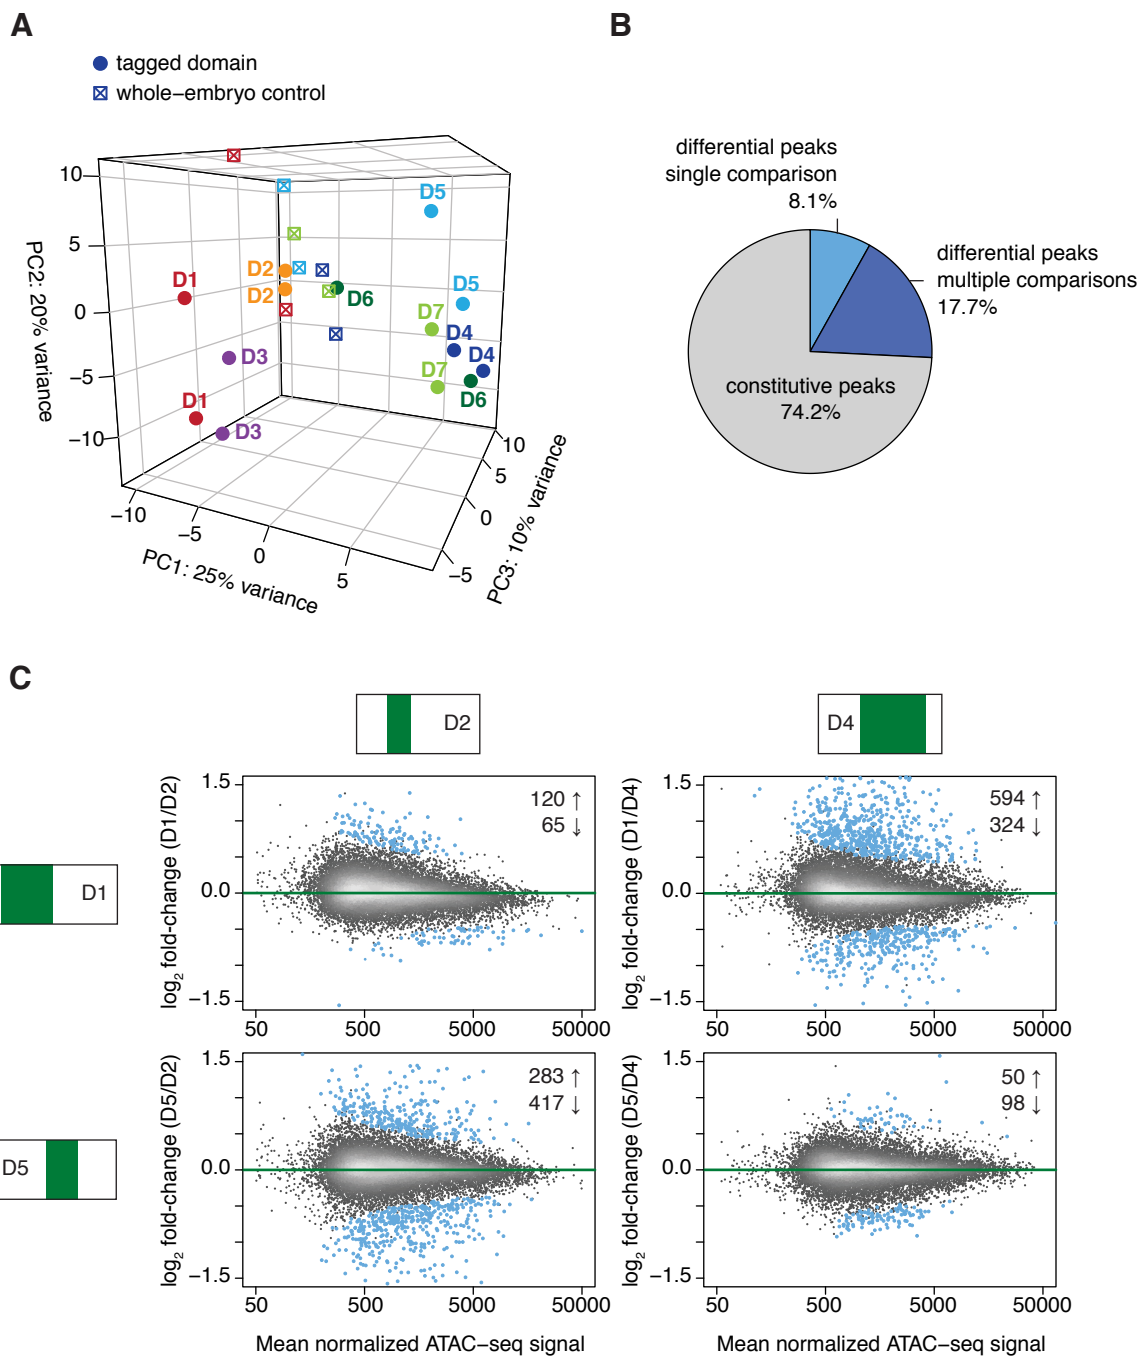 A
B
tagged domain
whole−embryo control
10
5
0
−5
−10
PC2: 20% variance
D5
D1
D2
D2
D6
D5
D7
D3
D4
D4
D7
D1
D6
D3
−10
−5
0
5
PC1: 25% variance
10
5
0
−5
PC3: 10% variance
differential peaks
single comparison
8.1%
differential peaks
multiple comparisons
17.7%
constitutive peaks
74.2%
C
D2
D4
D1
D5
log2 fold−change (D1/D2)
1.5
0.0
−1.5
120 ↑
65 ↓
50
500
5000
50000
log2 fold−change (D1/D4)
1.5
0.0
−1.5
594 ↑
324 ↓
50
500
5000
50000
log2 fold−change (D5/D2)
1.5
0.0
−1.5
283 ↑
417 ↓
50
500
5000
50000
Mean normalized ATAC−seq signal
log2 fold−change (D5/D4)
1.5
0.0
−1.5
50 ↑
98 ↓
50
500
5000
50000
Mean normalized ATAC−seq signal